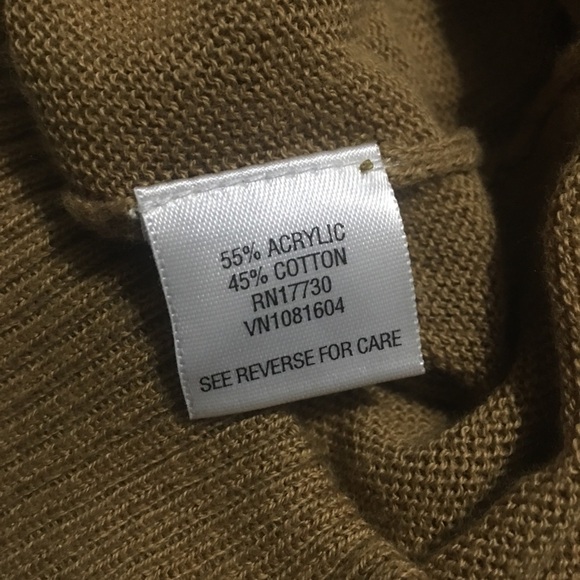 55% ACRYLIC
45% COTTON
RN17730
VN1081604
SEE REVERSE FOR CARE